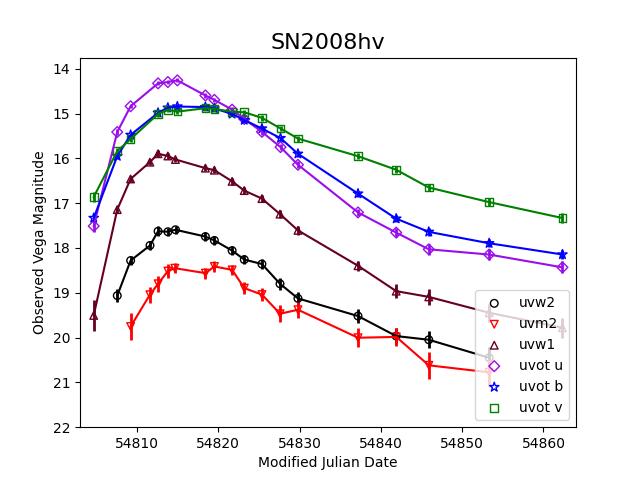 SN2008hv
Observed Vega Magnitude
14
15
16
17
18
19
20
21
22
uvw2
uvm2
uvw1
uvot u
uvot b
uvot v
54810 54820 54830 54840 54850 54860
Modified Julian Date